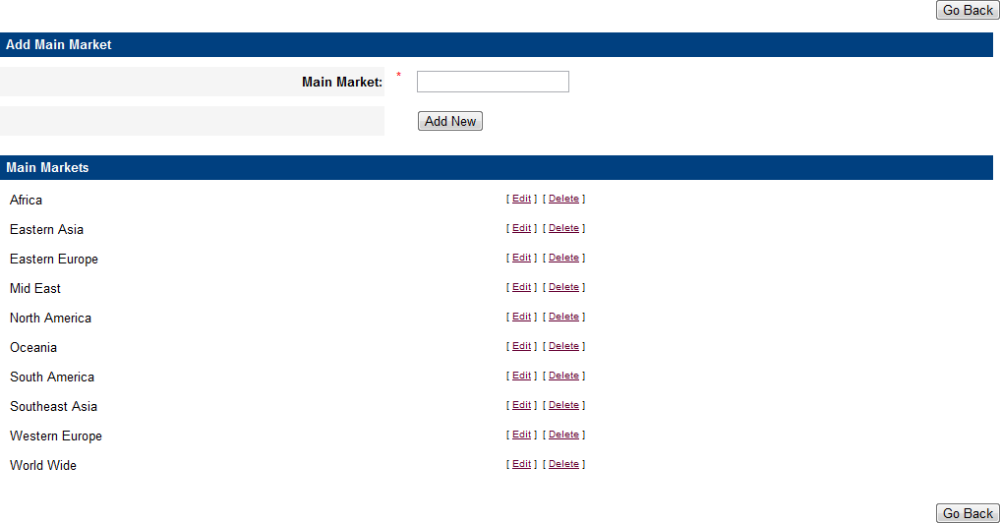 Go Back
Add Main Market
Main Market: *
Add New
Main Markets
Africa [ Edit ] [ Delete ]
Eastern Asia [ Edit ] [ Delete ]
Eastern Europe [ Edit ] [ Delete ]
Mid East [ Edit ] [ Delete ]
North America [ Edit ] [ Delete ]
Oceania [ Edit ] [ Delete ]
South America [ Edit ] [ Delete ]
Southeast Asia [ Edit ] [ Delete ]
Western Europe [ Edit ] [ Delete ]
World Wide [ Edit ] [ Delete ]
Go Back